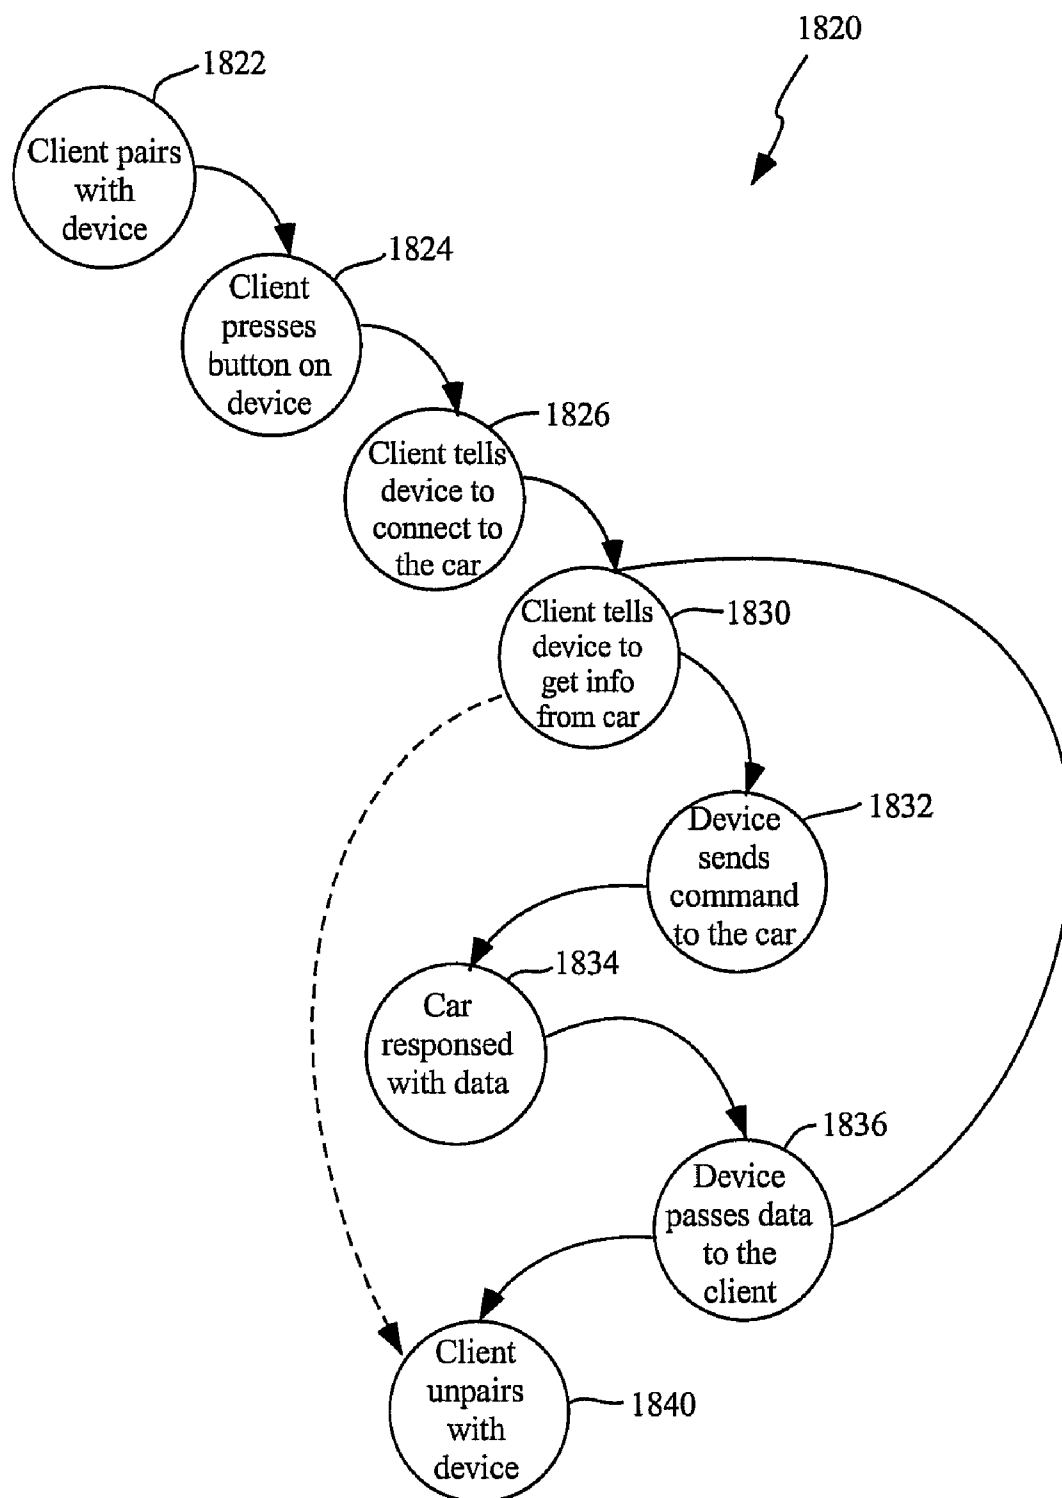 1820
1822
Client pairs
with
device
1824
Client
presses
button on
device
1826
Client tells
device to
connect to
the car
1830
Client tells
device to
get info
from car
1832
Device
sends
command
to the car
1834
Car
responsed
with data
1836
Device
passes data
to the
client
1840
Client
unpairs
with
device